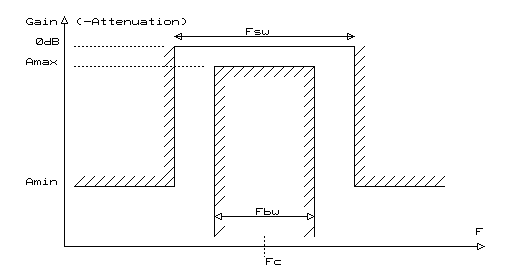 Gain (-Attenuation)
0dB
Fsw
Amax
Amin
Fbw
F
Fc